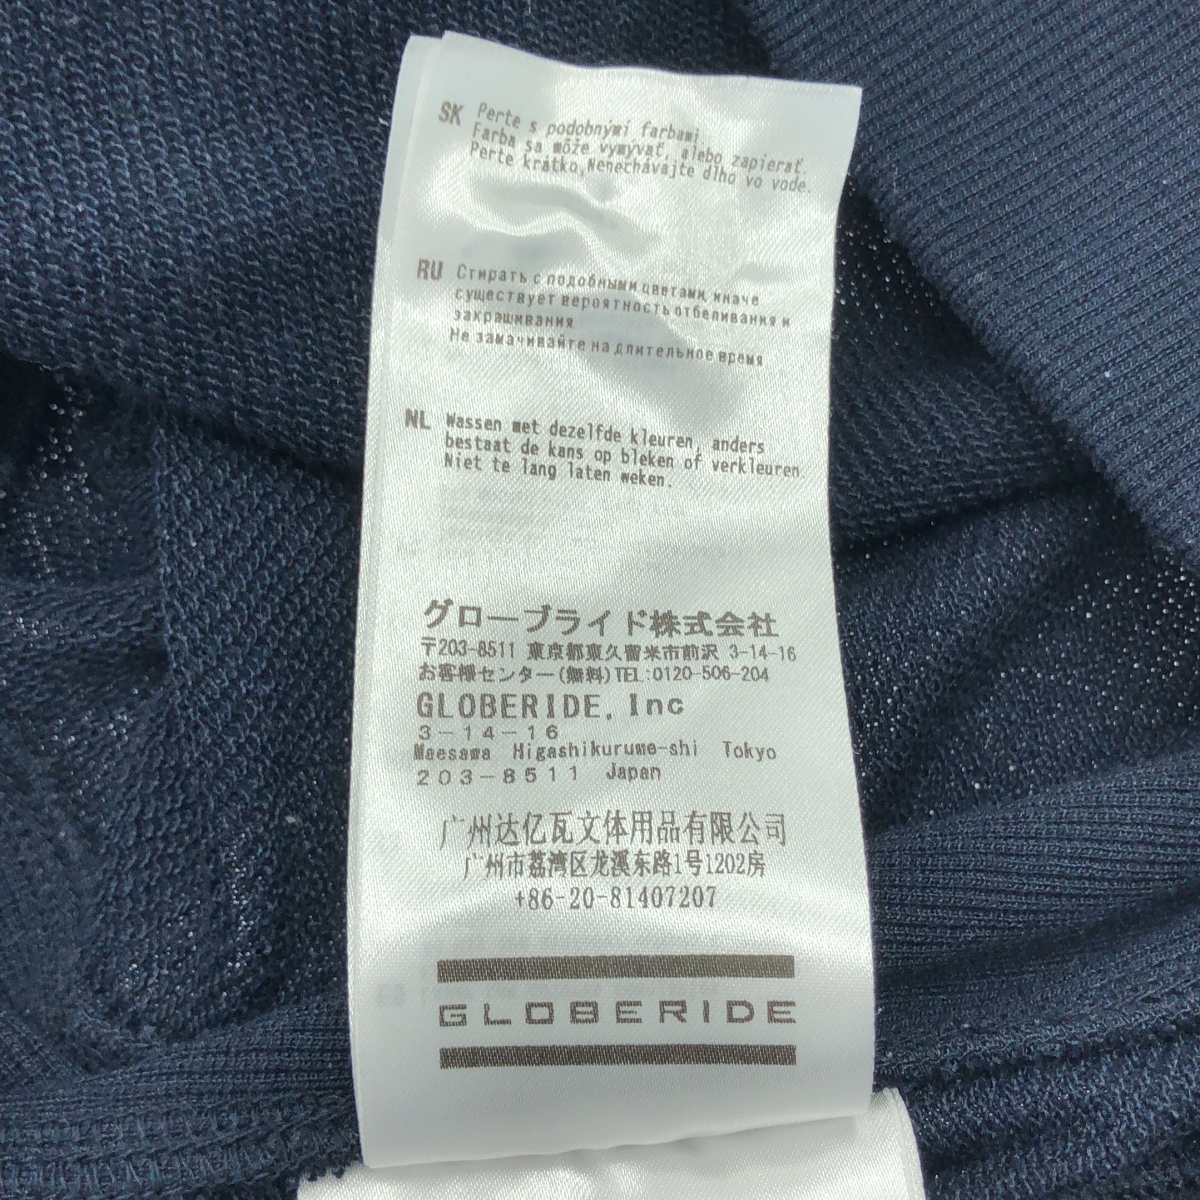 SK Perte s podobnými farbami.
Farba sa môže vymývať, alebo zapierať.
Perte krátko, Nenechávajte dlho vo vode.
RU Стирать с подобными цветами, иначе
существует вероятность отбеливания и
закрашивания.
Не замачивайте на длительное время
NL Wassen met dezelfde kleuren, anders
bestaat de kans op bleken of verkleuren.
Niet te lang laten weken.
グローブライド株式会社
〒203-8511 東京都東久留米市前沢 3-14-16
お客様センター(無料)TEL:0120-506-204
GLOBERIDE, Inc
3-14-16
Maesawa Higashikurume-shi Tokyo
203-8511 Japan
广州达亿瓦文体用品有限公司
广州市荔湾区龙溪东路1号1202房
+86-20-81407207
GLOBERIDE